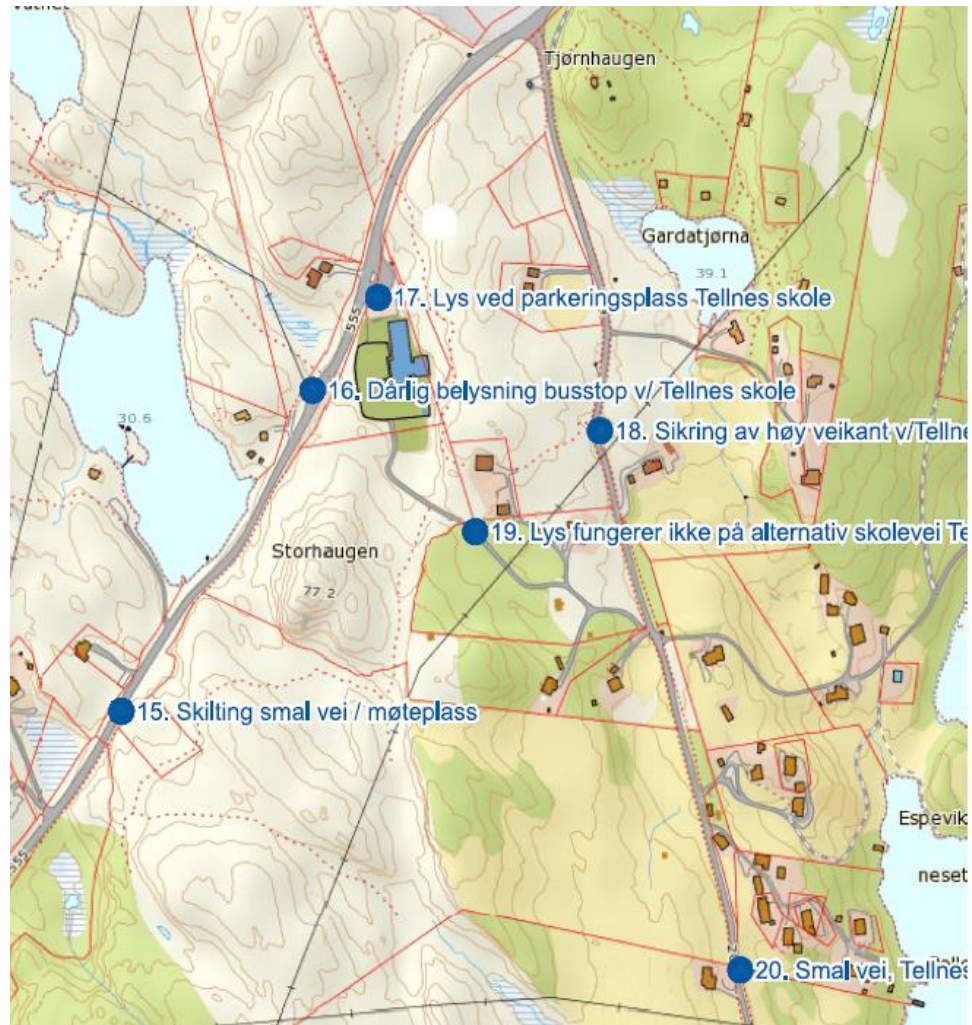 Tjørnhaugen
Gardatjørna
39.1
17. Lys ved parkeringsplass Tellnes skole
555
16. Dårlig belysning busstop v/ Tellnes skole
30.6
18. Sikring av høy veikant v/Tellne
19. Lys fungerer ikke på alternativ skolevei Te
Storhaugen
77.2
15. Skilting smal vei / møteplass
Espevik
neset
555
20. Smal vei, Tellnes